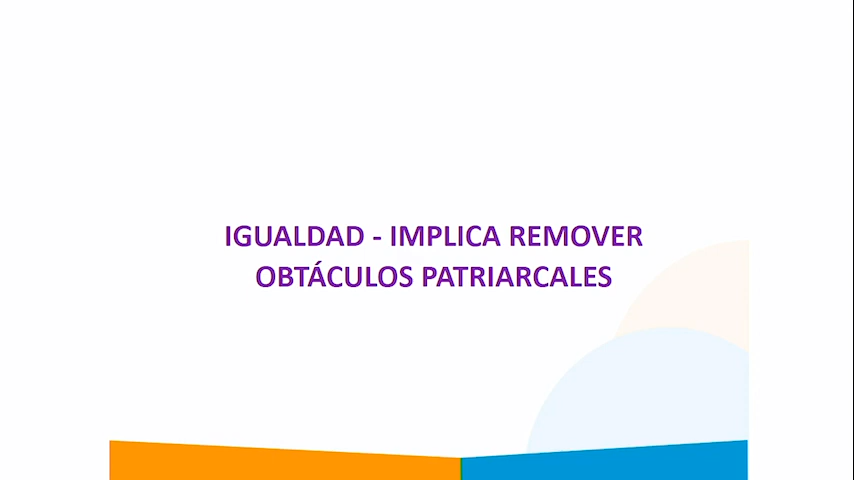 IGUALDAD - IMPLICA REMOVER
OBTÁCULOS PATRIARCALES